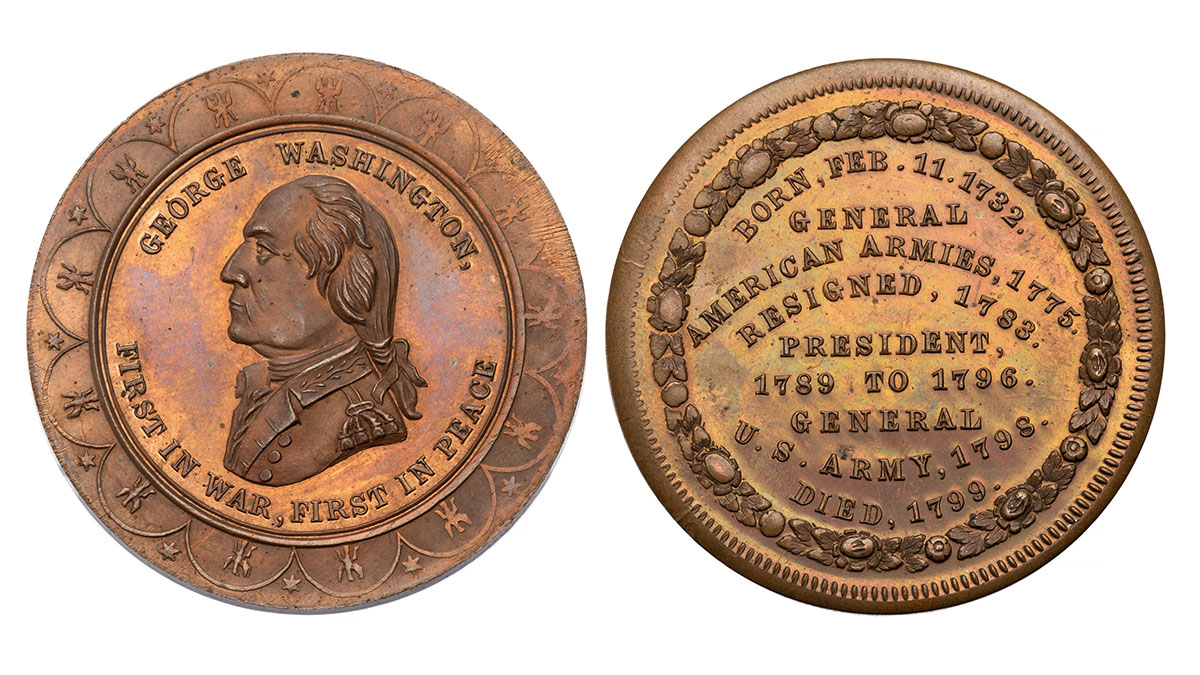 GEORGE WASHINGTON,
FIRST IN WAR, FIRST IN PEACE
BORN, FEB. 11. 1732.
GENERAL
AMERICAN ARMIES, 1775.
RESIGNED, 1783.
PRESIDENT,
1789 TO 1796.
GENERAL
U. S. ARMY, 1798.
DIED, 1799.